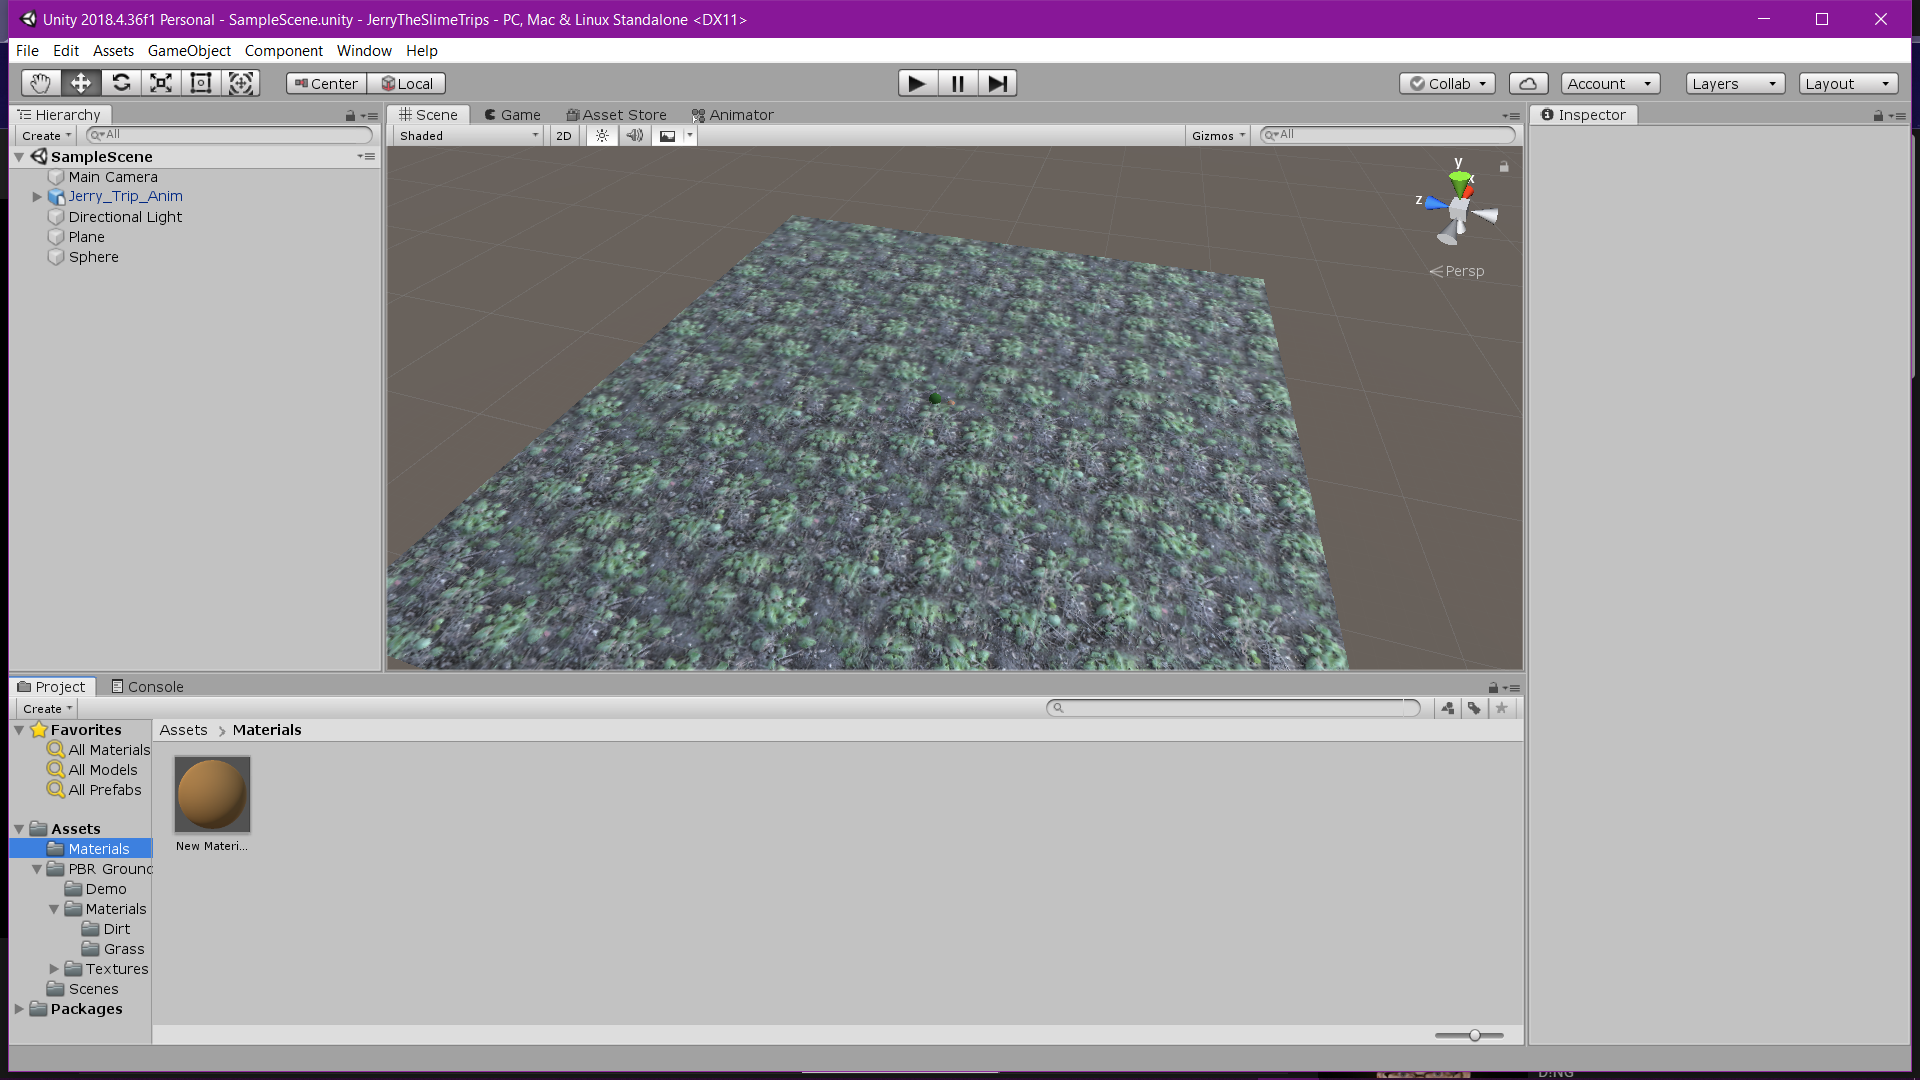 Unity 2018.4.36f1 Personal - SampleScene.unity - JerryTheSlimeTrips - PC, Mac & Linux Standalone <DX11>
File Edit Assets GameObject Component Window Help
Center Local Collab Account Layers Layout
Hierarchy
Create All
SampleScene
Main Camera
Jerry_Trip_Anim
Directional Light
Plane
Sphere
Scene Game Asset Store Animator
Shaded 2D Gizmos All
y
x
z
Persp
Inspector
Project Console
Create
Favorites
All Materials
All Models
All Prefabs
Assets
Materials
PBR Ground
Demo
Materials
Dirt
Grass
Textures
Scenes
Packages
Assets Materials
New Materi...